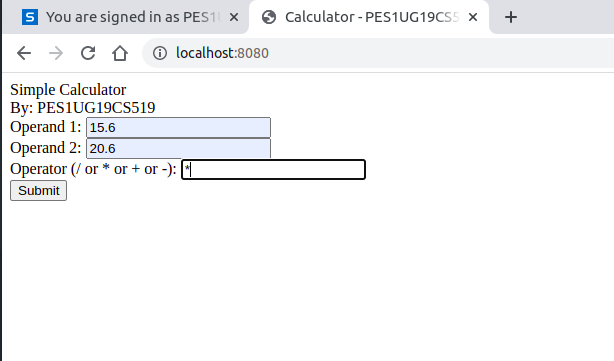 You are signed in as PES1
Calculator - PES1UG19CS5
localhost:8080
Simple Calculator
By: PES1UG19CS519
Operand 1: 15.6
Operand 2: 20.6
Operator (/ or * or + or -): *
Submit